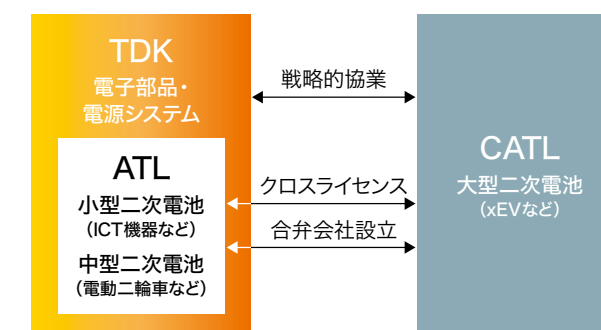 TDK
電子部品・
電源システム
ATL
小型二次電池
(ICT機器など)
中型二次電池
(電動二輪車など)
戦略的協業
クロスライセンス
合弁会社設立
CATL
大型二次電池
(xEVなど)